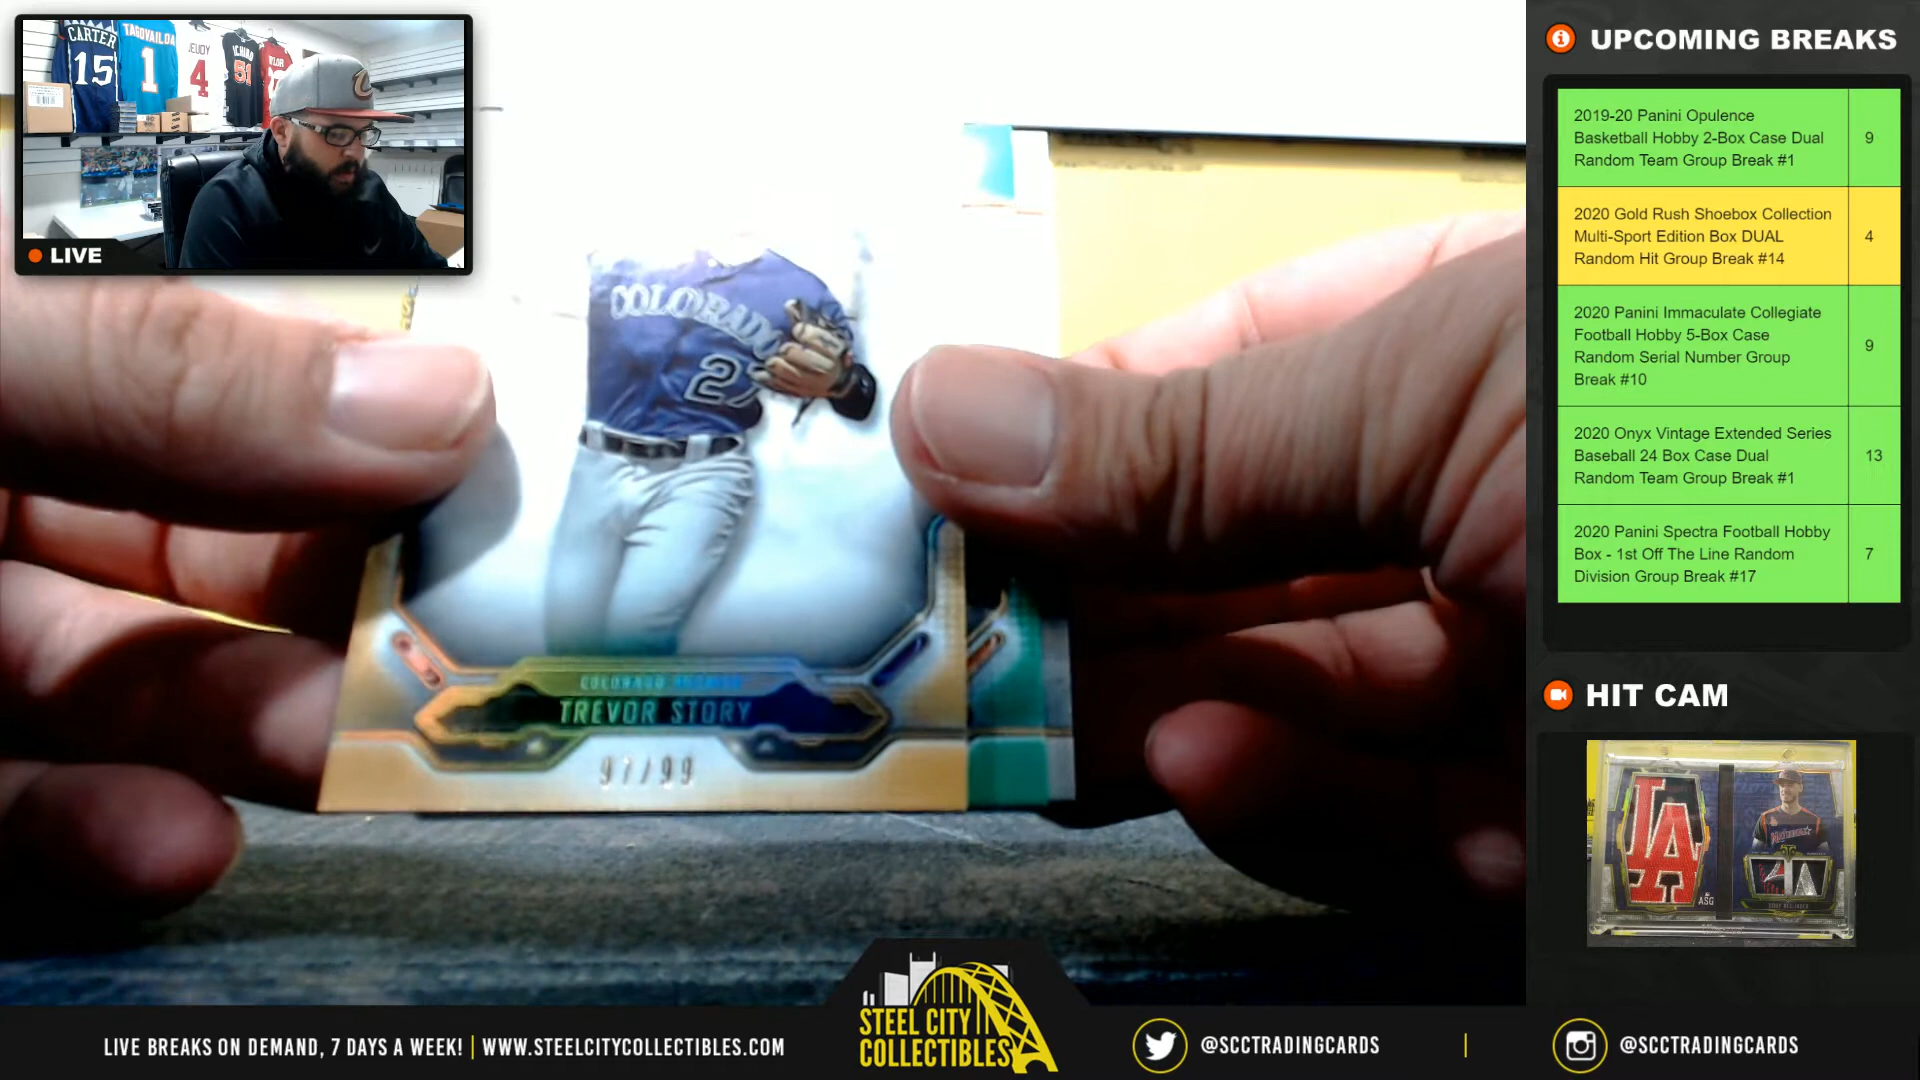 CARTER
15
TAGOVAILOA
1
JEUDY
4
ICHIRO
51
LIVE
COLORADO
27
TREVOR STORY
97/99
UPCOMING BREAKS
2019-20 Panini Opulence
Basketball Hobby 2-Box Case Dual
Random Team Group Break #1
9
2020 Gold Rush Shoebox Collection
Multi-Sport Edition Box DUAL
Random Hit Group Break #14
4
2020 Panini Immaculate Collegiate
Football Hobby 5-Box Case
Random Serial Number Group
Break #10
9
2020 Onyx Vintage Extended Series
Baseball 24 Box Case Dual
Random Team Group Break #1
13
2020 Panini Spectra Football Hobby
Box - 1st Off The Line Random
Division Group Break #17
7
HIT CAM
LA
ASG
LIVE BREAKS ON DEMAND, 7 DAYS A WEEK! | WWW.STEELCITYCOLLECTIBLES.COM
STEEL CITY
COLLECTIBLES
@SCCTRADINGCARDS
|
@SCCTRADINGCARDS